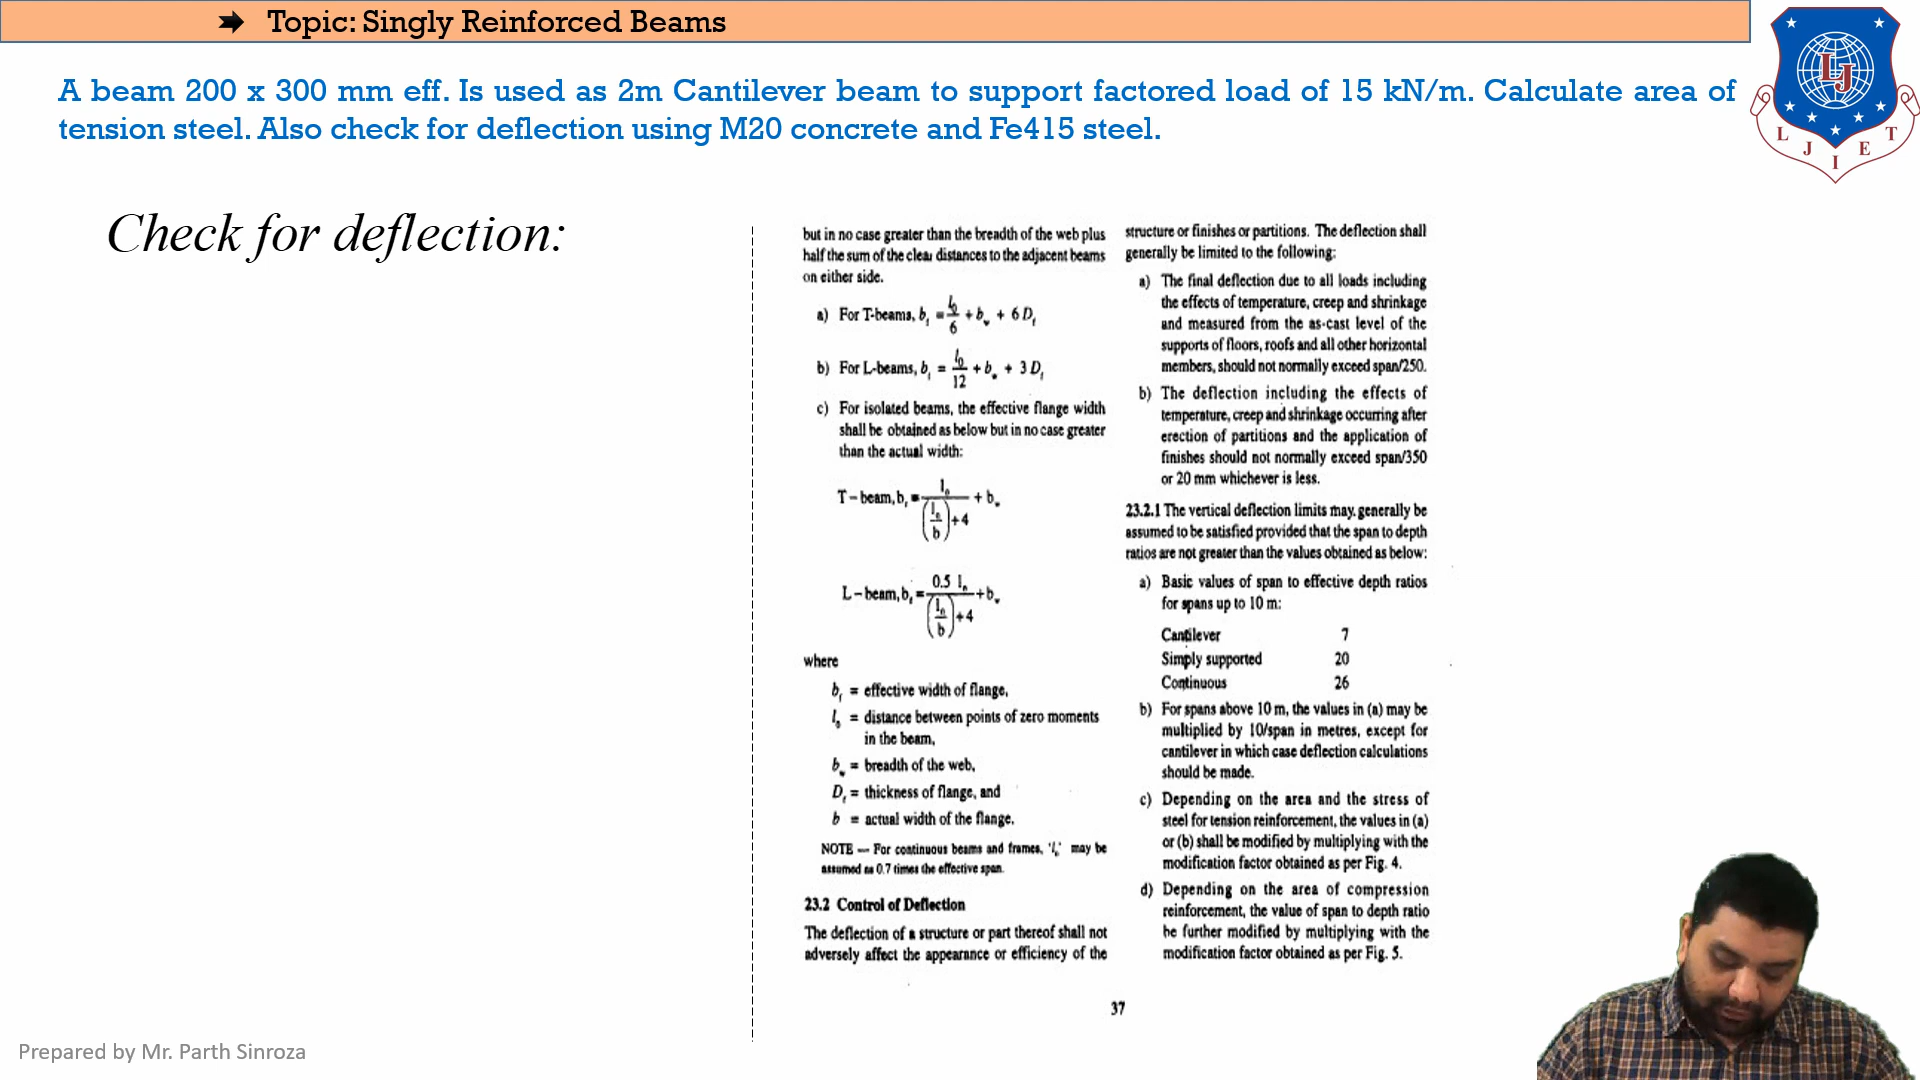 Topic: Singly Reinforced Beams
A beam 200 x 300 mm eff. Is used as 2m Cantilever beam to support factored load of 15 kN/m. Calculate area of
tension steel. Also check for deflection using M20 concrete and Fe415 steel.
LJ
L J I E T
Check for deflection:
but in no case greater than the breadth of the web plus
half the sum of the clear distances to the adjacent beams
on either side.
a) For T-beams, b_f = l_0/6 + b_w + 6 D_f
b) For L-beams, b_f = l_0/12 + b_w + 3 D_f
c) For isolated beams, the effective flange width
shall be obtained as below but in no case greater
than the actual width:
T – beam, b_f = l_0/((l_0/b)+4) + b_w
L – beam, b_f = 0.5 l_0/((l_0/b)+4) + b_w
where
b_f = effective width of flange,
l_0 = distance between points of zero moments
in the beam,
b_w = breadth of the web,
D_f = thickness of flange, and
b = actual width of the flange.
NOTE — For continuous beams and frames, 'l_0' may be
assumed as 0.7 times the effective span.
23.2 Control of Deflection
The deflection of a structure or part thereof shall not
adversely affect the appearance or efficiency of the
structure or finishes or partitions. The deflection shall
generally be limited to the following:
a) The final deflection due to all loads including
the effects of temperature, creep and shrinkage
and measured from the as-cast level of the
supports of floors, roofs and all other horizontal
members, should not normally exceed span/250.
b) The deflection including the effects of
temperature, creep and shrinkage occurring after
erection of partitions and the application of
finishes should not normally exceed span/350
or 20 mm whichever is less.
23.2.1 The vertical deflection limits may generally be
assumed to be satisfied provided that the span to depth
ratios are not greater than the values obtained as below:
a) Basic values of span to effective depth ratios
for spans up to 10 m:
Cantilever 7
Simply supported 20
Continuous 26
b) For spans above 10 m, the values in (a) may be
multiplied by 10/span in metres, except for
cantilever in which case deflection calculations
should be made.
c) Depending on the area and the stress of
steel for tension reinforcement, the values in (a)
or (b) shall be modified by multiplying with the
modification factor obtained as per Fig. 4.
d) Depending on the area of compression
reinforcement, the value of span to depth ratio
be further modified by multiplying with the
modification factor obtained as per Fig. 5.
37
Prepared by Mr. Parth Sinroza